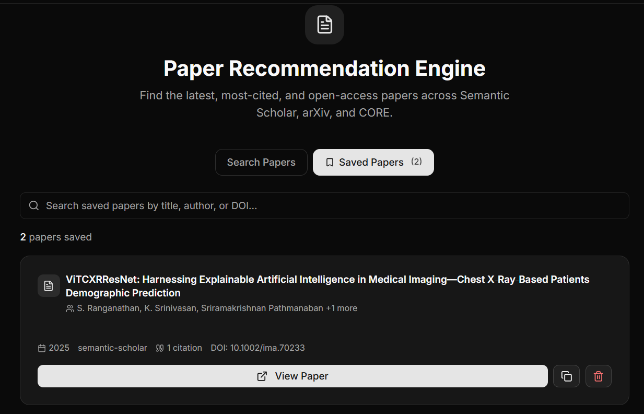 Paper Recommendation Engine
Find the latest, most-cited, and open-access papers across Semantic
Scholar, arXiv, and CORE.
Search Papers
Saved Papers (2)
Search saved papers by title, author, or DOI...
2 papers saved
ViTCXRResNet: Harnessing Explainable Artificial Intelligence in Medical Imaging—Chest X Ray Based Patients
Demographic Prediction
S. Ranganathan, K. Srinivasan, Sriramakrishnan Pathmanaban +1 more
2025 semantic-scholar 1 citation DOI: 10.1002/ima.70233
View Paper